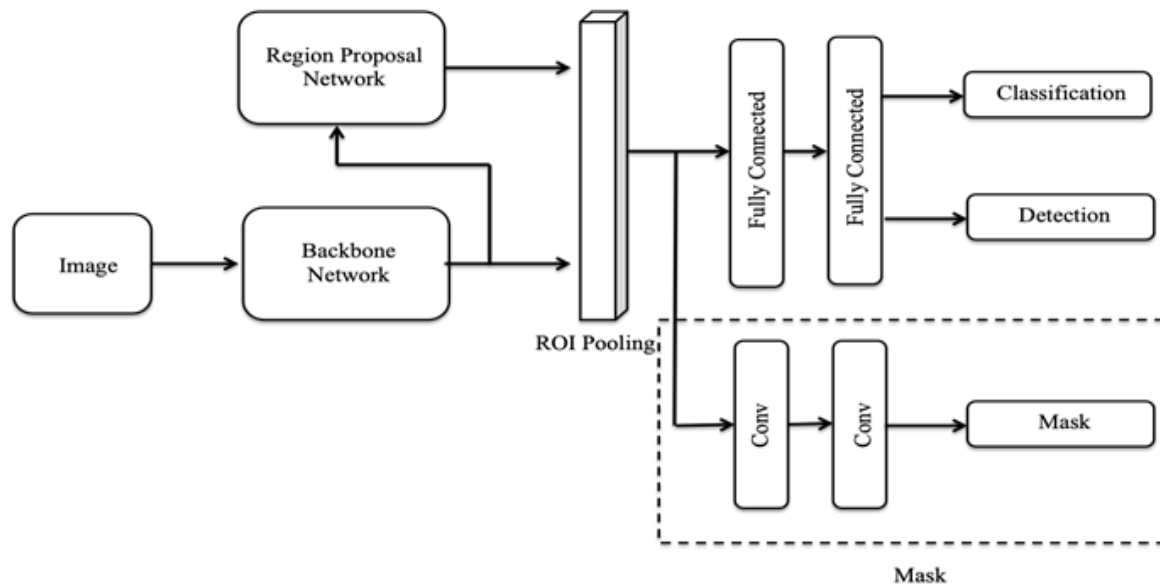 Region Proposal
Network
Image
Backbone
Network
ROI Pooling
Fully Connected
Fully Connected
Classification
Detection
Conv
Conv
Mask
Mask